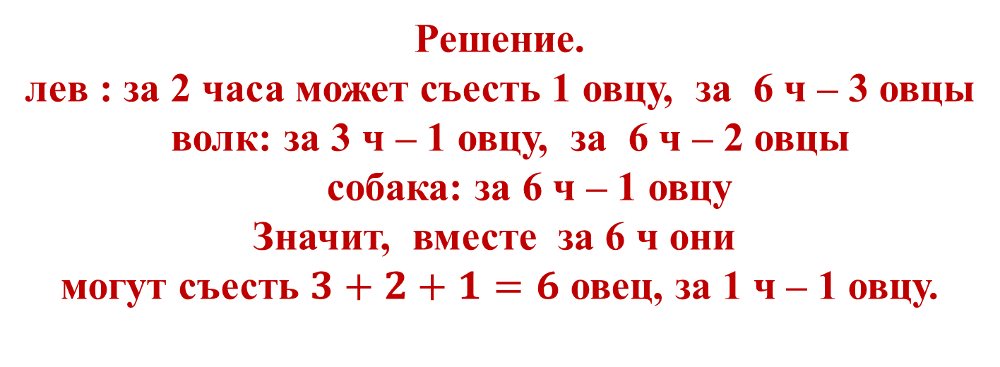 Решение.
лев : за 2 часа может съесть 1 овцу,  за  6 ч – 3 овцы
волк: за 3 ч – 1 овцу,  за  6 ч – 2 овцы
собака: за 6 ч – 1 овцу
Значит,  вместе  за 6 ч они
могут съесть 3 + 2 + 1 = 6 овец, за 1 ч – 1 овцу.